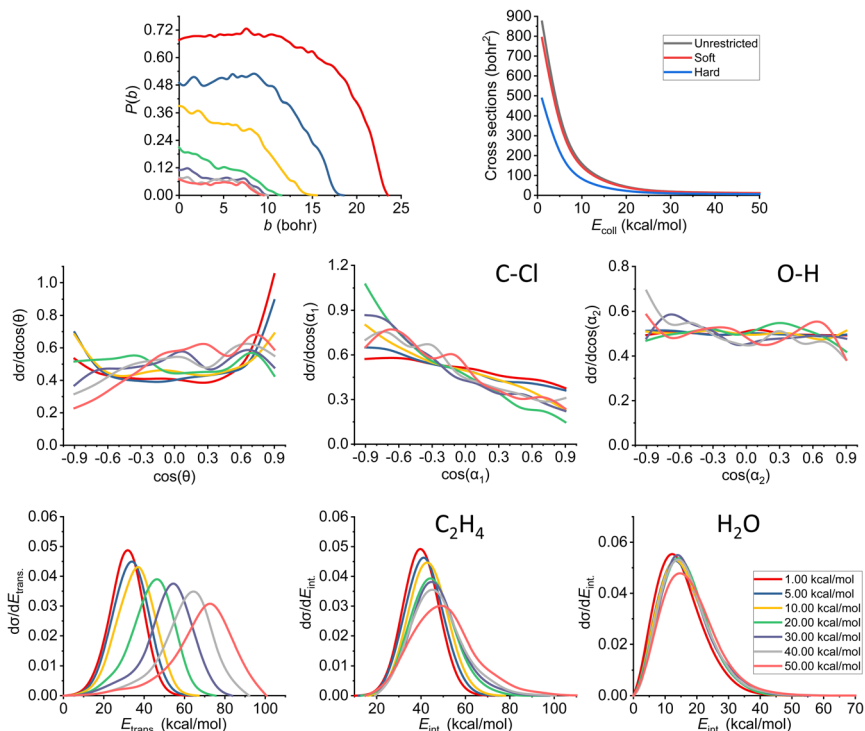 0.72
0.60
0.48
0.36
0.24
0.12
0.00
P(b)
0 5 10 15 20 25
b (bohr)
900
800
700
600
500
400
300
200
100
0
Cross sections (bohr²)
Unrestricted
Soft
Hard
0 10 20 30 40 50
E_coll (kcal/mol)
1.0
0.8
0.6
0.4
0.2
0.0
dσ/dcos(θ)
-0.9 -0.6 -0.3 0.0 0.3 0.6 0.9
cos(θ)
C-Cl
1.2
0.9
0.6
0.3
0.0
dσ/dcos(α₁)
-0.9 -0.6 -0.3 0.0 0.3 0.6 0.9
cos(α₁)
O-H
0.8
0.6
0.4
0.2
0.0
dσ/dcos(α₂)
-0.9 -0.6 -0.3 0.0 0.3 0.6 0.9
cos(α₂)
0.06
0.05
0.04
0.03
0.02
0.01
0.00
dσ/dE_trans.
0 20 40 60 80 100
E_trans. (kcal/mol)
C₂H₄
0.06
0.05
0.04
0.03
0.02
0.01
0.00
dσ/dE_int.
20 40 60 80 100
E_int. (kcal/mol)
H₂O
0.06
0.04
0.02
0.00
dσ/dE_int.
0 10 20 30 40 50 60 70
E_int. (kcal/mol)
1.00 kcal/mol
5.00 kcal/mol
10.00 kcal/mol
20.00 kcal/mol
30.00 kcal/mol
40.00 kcal/mol
50.00 kcal/mol